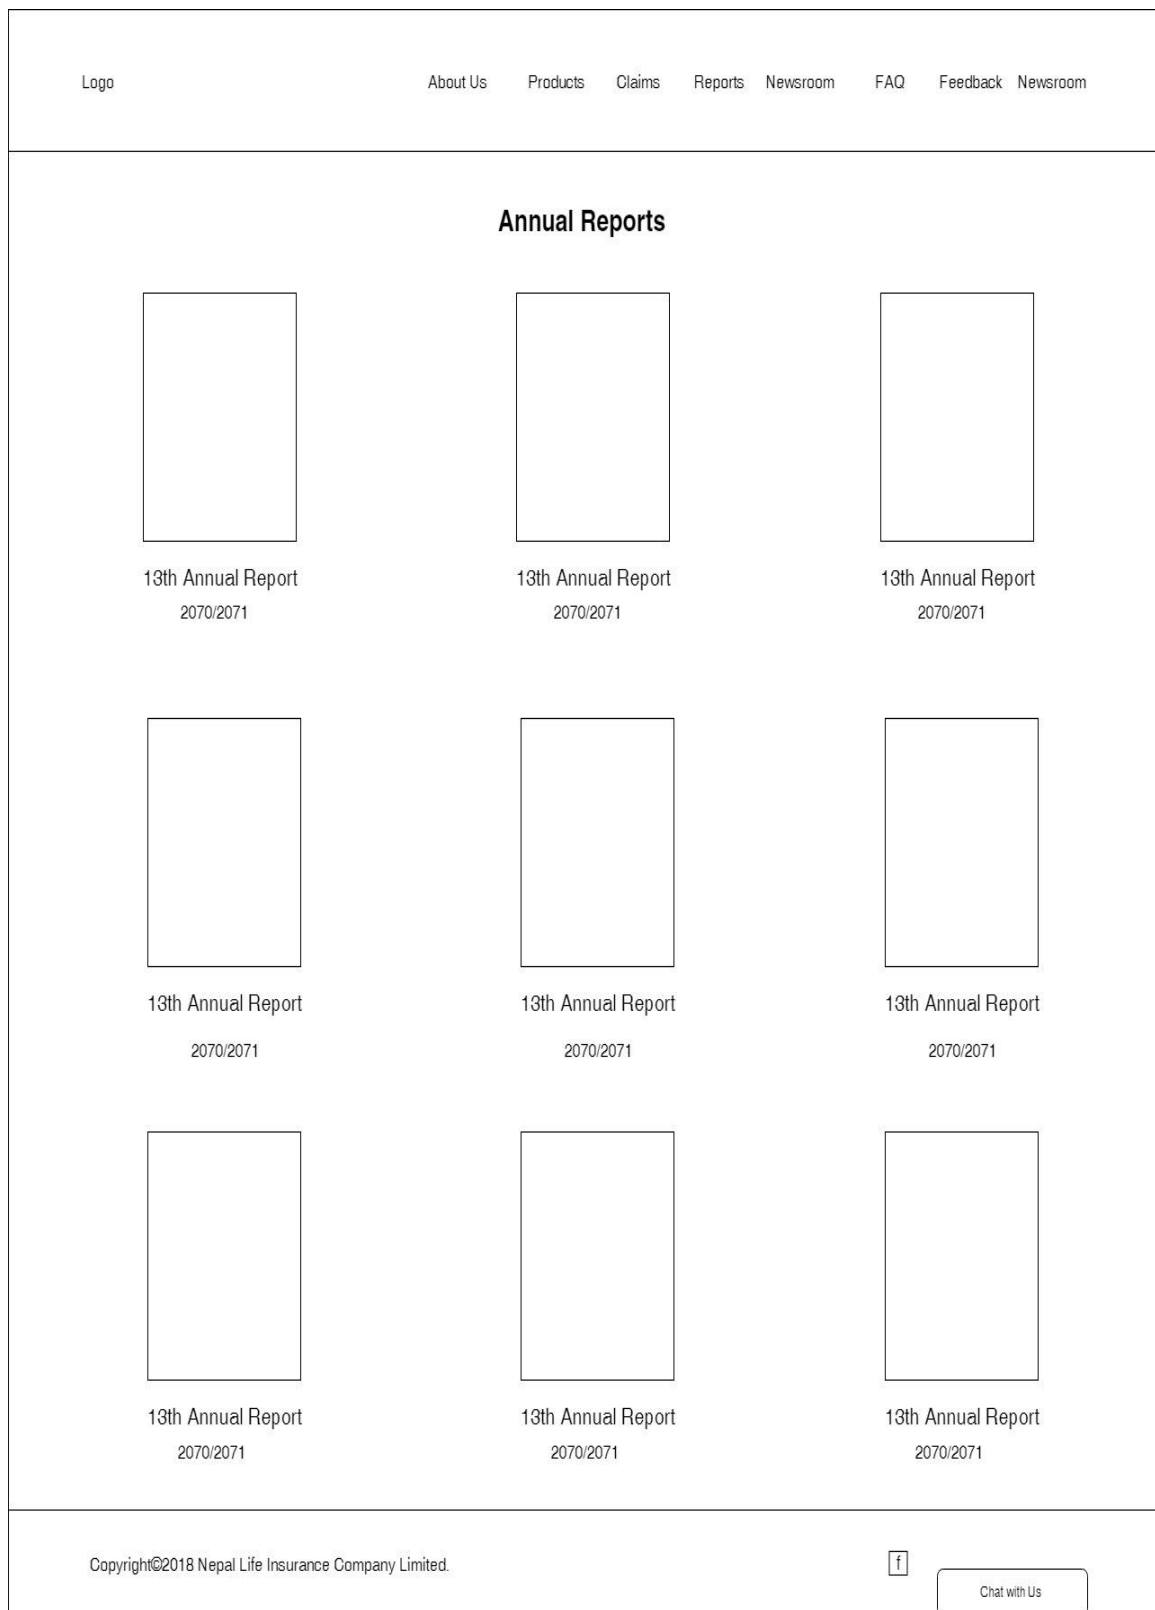 Logo About Us Products Claims Reports Newsroom FAQ Feedback Newsroom
Annual Reports
13th Annual Report 13th Annual Report 13th Annual Report
2070/2071 2070/2071 2070/2071
13th Annual Report 13th Annual Report 13th Annual Report
2070/2071 2070/2071 2070/2071
13th Annual Report 13th Annual Report 13th Annual Report
2070/2071 2070/2071 2070/2071
Copyright©2018 Nepal Life Insurance Company Limited. f
Chat with Us